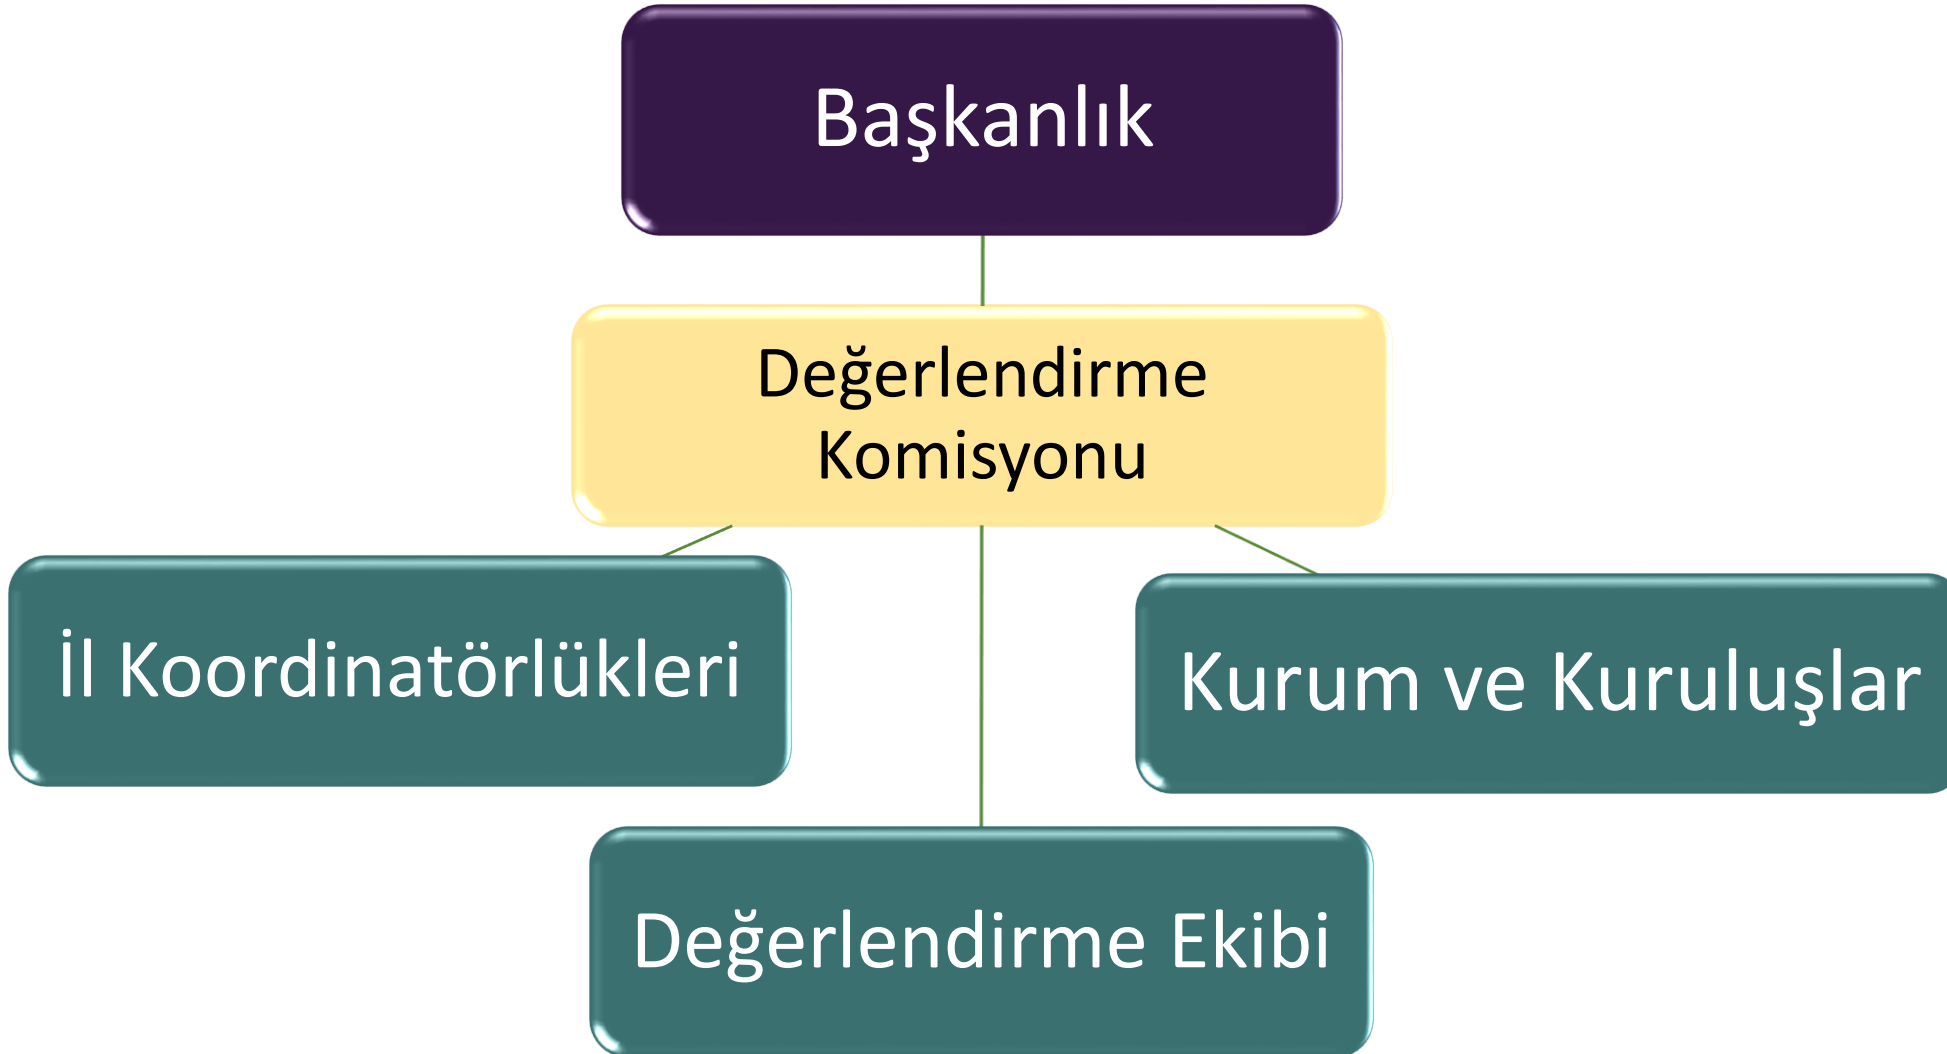 Başkanlık
Değerlendirme
Komisyonu
İl Koordinatörlükleri
Kurum ve Kuruluşlar
Değerlendirme Ekibi